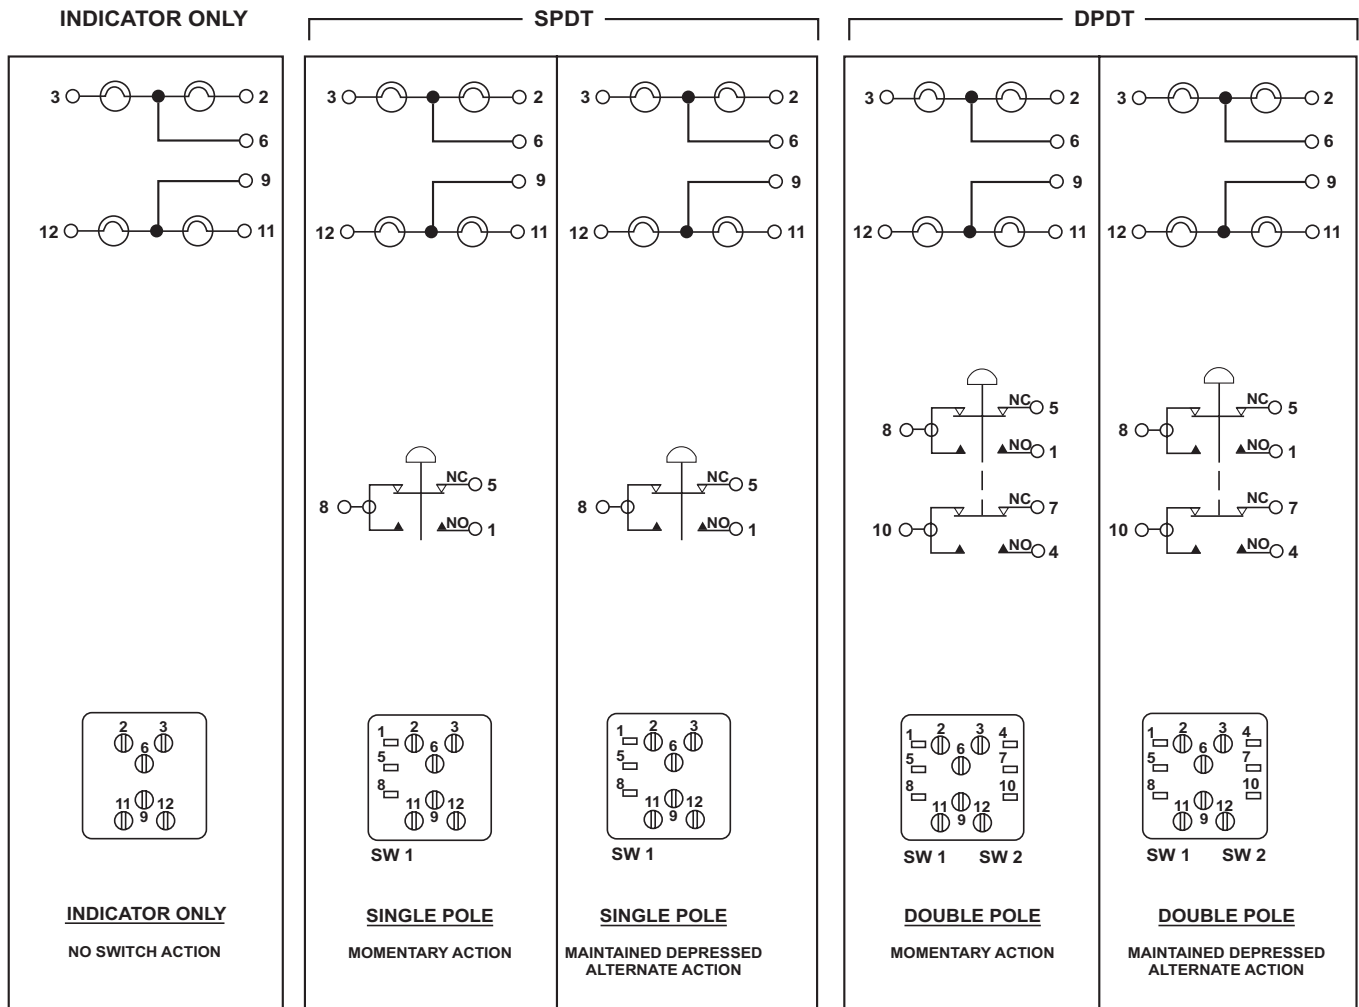 INDICATOR ONLY
3 2
6
9
12 11
2 3
6
11 12
9
INDICATOR ONLY
NO SWITCH ACTION
SPDT
3 2
6
9
12 11
NC 5
8
NO 1
1 2 3
6
5
8
11 12
9
SW 1
SINGLE POLE
MOMENTARY ACTION
3 2
6
9
12 11
NC 5
8
NO 1
1 2 3
6
5
8
11 12
9
SW 1
SINGLE POLE
MAINTAINED DEPRESSED
ALTERNATE ACTION
DPDT
3 2
6
9
12 11
NC 5
8
NO 1
NC 7
10
NO 4
1 2 3 4
6
5 7
8 10
11 12
9
SW 1 SW 2
DOUBLE POLE
MOMENTARY ACTION
3 2
6
9
12 11
NC 5
8
NO 1
NC 7
10
NO 4
1 2 3 4
6
5 7
8 10
11 12
9
SW 1 SW 2
DOUBLE POLE
MAINTAINED DEPRESSED
ALTERNATE ACTION